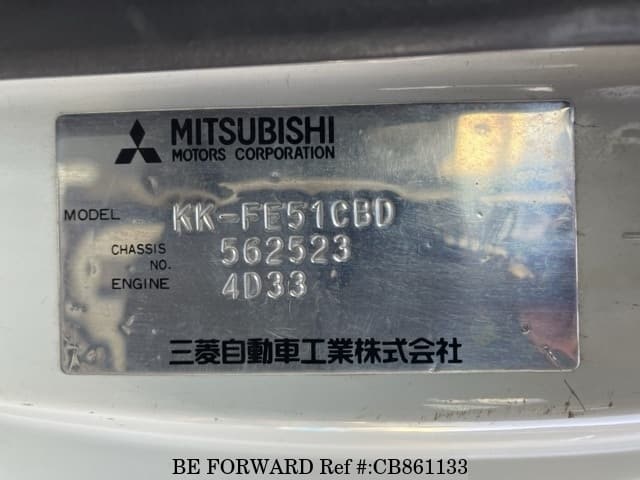 MITSUBISHI
MOTORS CORPORATION
MODEL KK-FE51CBD
CHASSIS NO. 562523
ENGINE 4D33
三菱自動車工業株式会社
BE FORWARD Ref #:CB861133